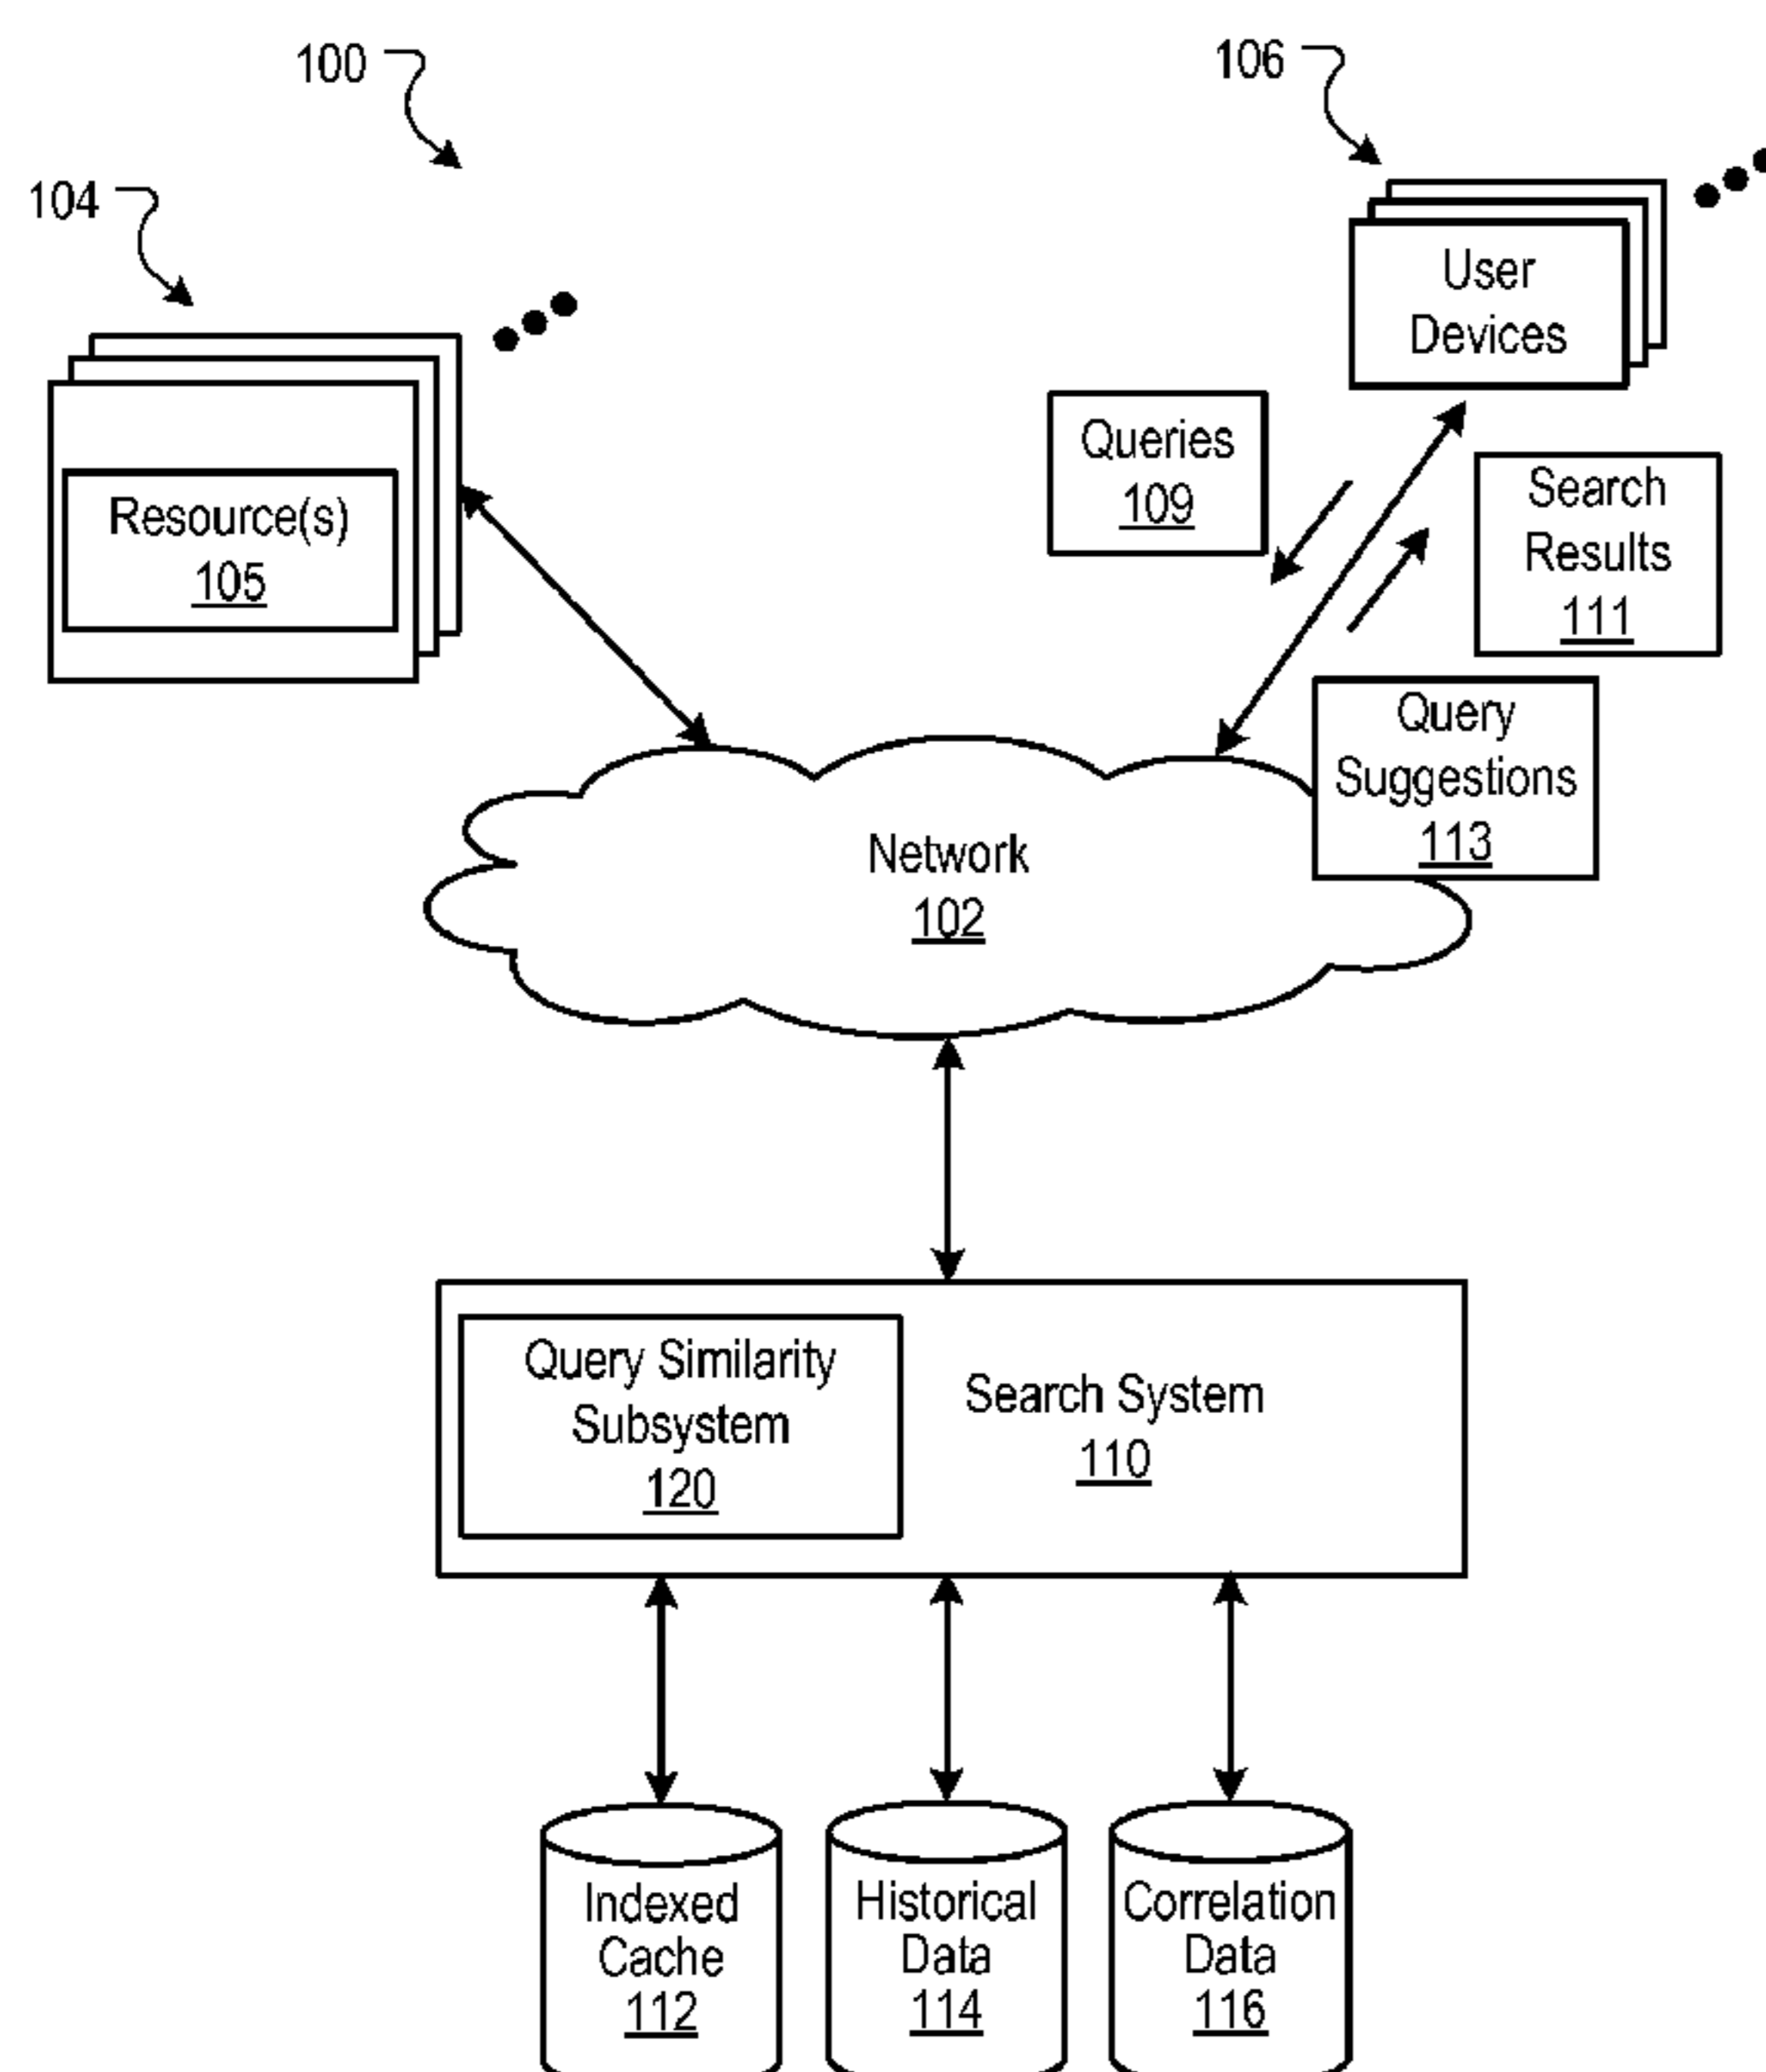 100
106
104
User
Devices
Queries
109
Search
Results
111
Resource(s)
105
Query
Suggestions
113
Network
102
Query Similarity
Subsystem
120
Search System
110
Indexed
Cache
112
Historical
Data
114
Correlation
Data
116